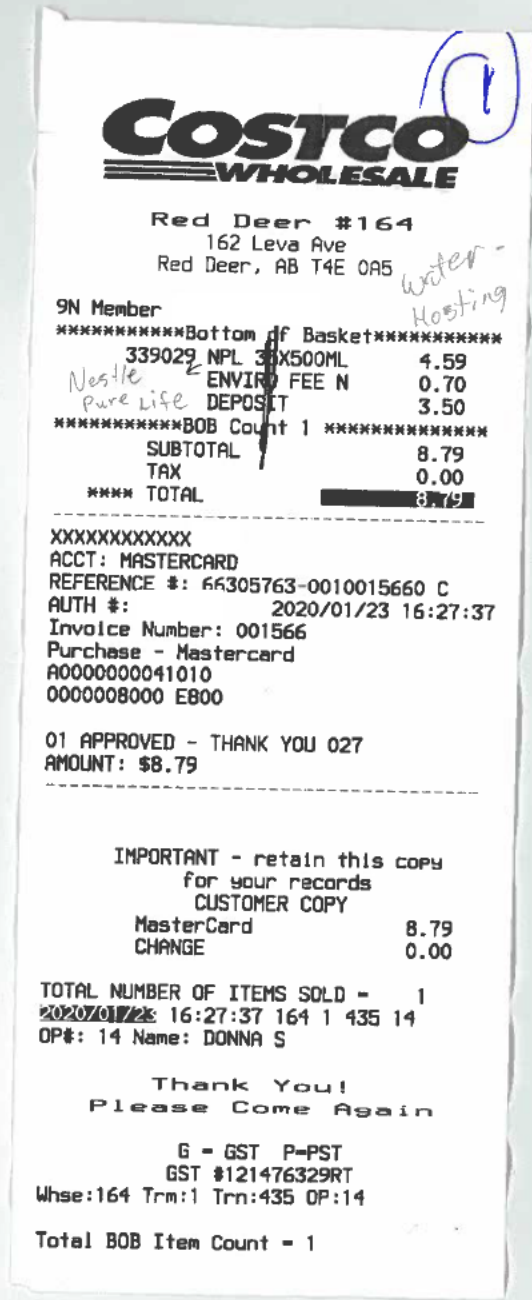 1
COSTCO
WHOLESALE
Red Deer #164
162 Leva Ave
Red Deer, AB T4E 0A5
Water -
Hosting
9N Member
***********Bottom of Basket***********
339029 NPL 35X500ML 4.59
Nestle
Pure Life
ENVIRO FEE N 0.70
DEPOSIT 3.50
***********BOB Count 1 **************
SUBTOTAL 8.79
TAX 0.00
**** TOTAL 8.79
XXXXXXXXXXXX
ACCT: MASTERCARD
REFERENCE #: 66305763-0010015660 C
AUTH #: 2020/01/23 16:27:37
Invoice Number: 001566
Purchase - Mastercard
A0000000041010
0000008000 E800
01 APPROVED - THANK YOU 027
AMOUNT: $8.79
IMPORTANT - retain this copy
for your records
CUSTOMER COPY
MasterCard 8.79
CHANGE 0.00
TOTAL NUMBER OF ITEMS SOLD = 1
2020/01/23 16:27:37 164 1 435 14
OP#: 14 Name: DONNA S
Thank You!
Please Come Again
G = GST P=PST
GST #121476329RT
Whse:164 Trm:1 Trn:435 OP:14
Total BOB Item Count = 1